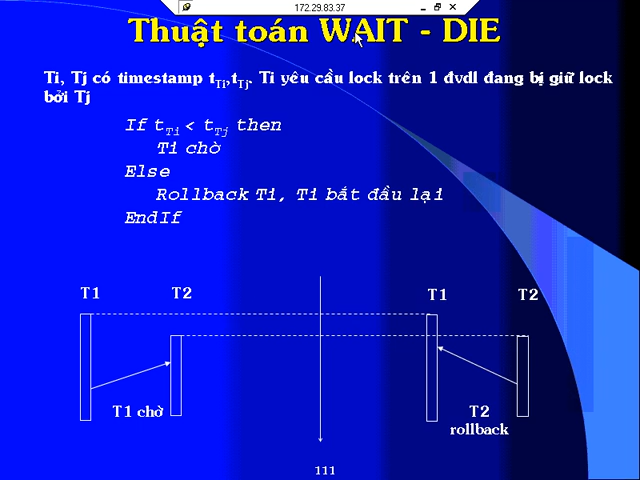 172.29.83.37
Thuật toán WAIT - DIE
Ti, Tj có timestamp tTi,tTj. Ti yêu cầu lock trên 1 đvdl đang bị giữ lock
bởi Tj
If tTi < tTj then
Ti chờ
Else
Rollback Ti, Ti bắt đầu lại
EndIf
T1 T2 T1 T2
T1 chờ T2
rollback
111